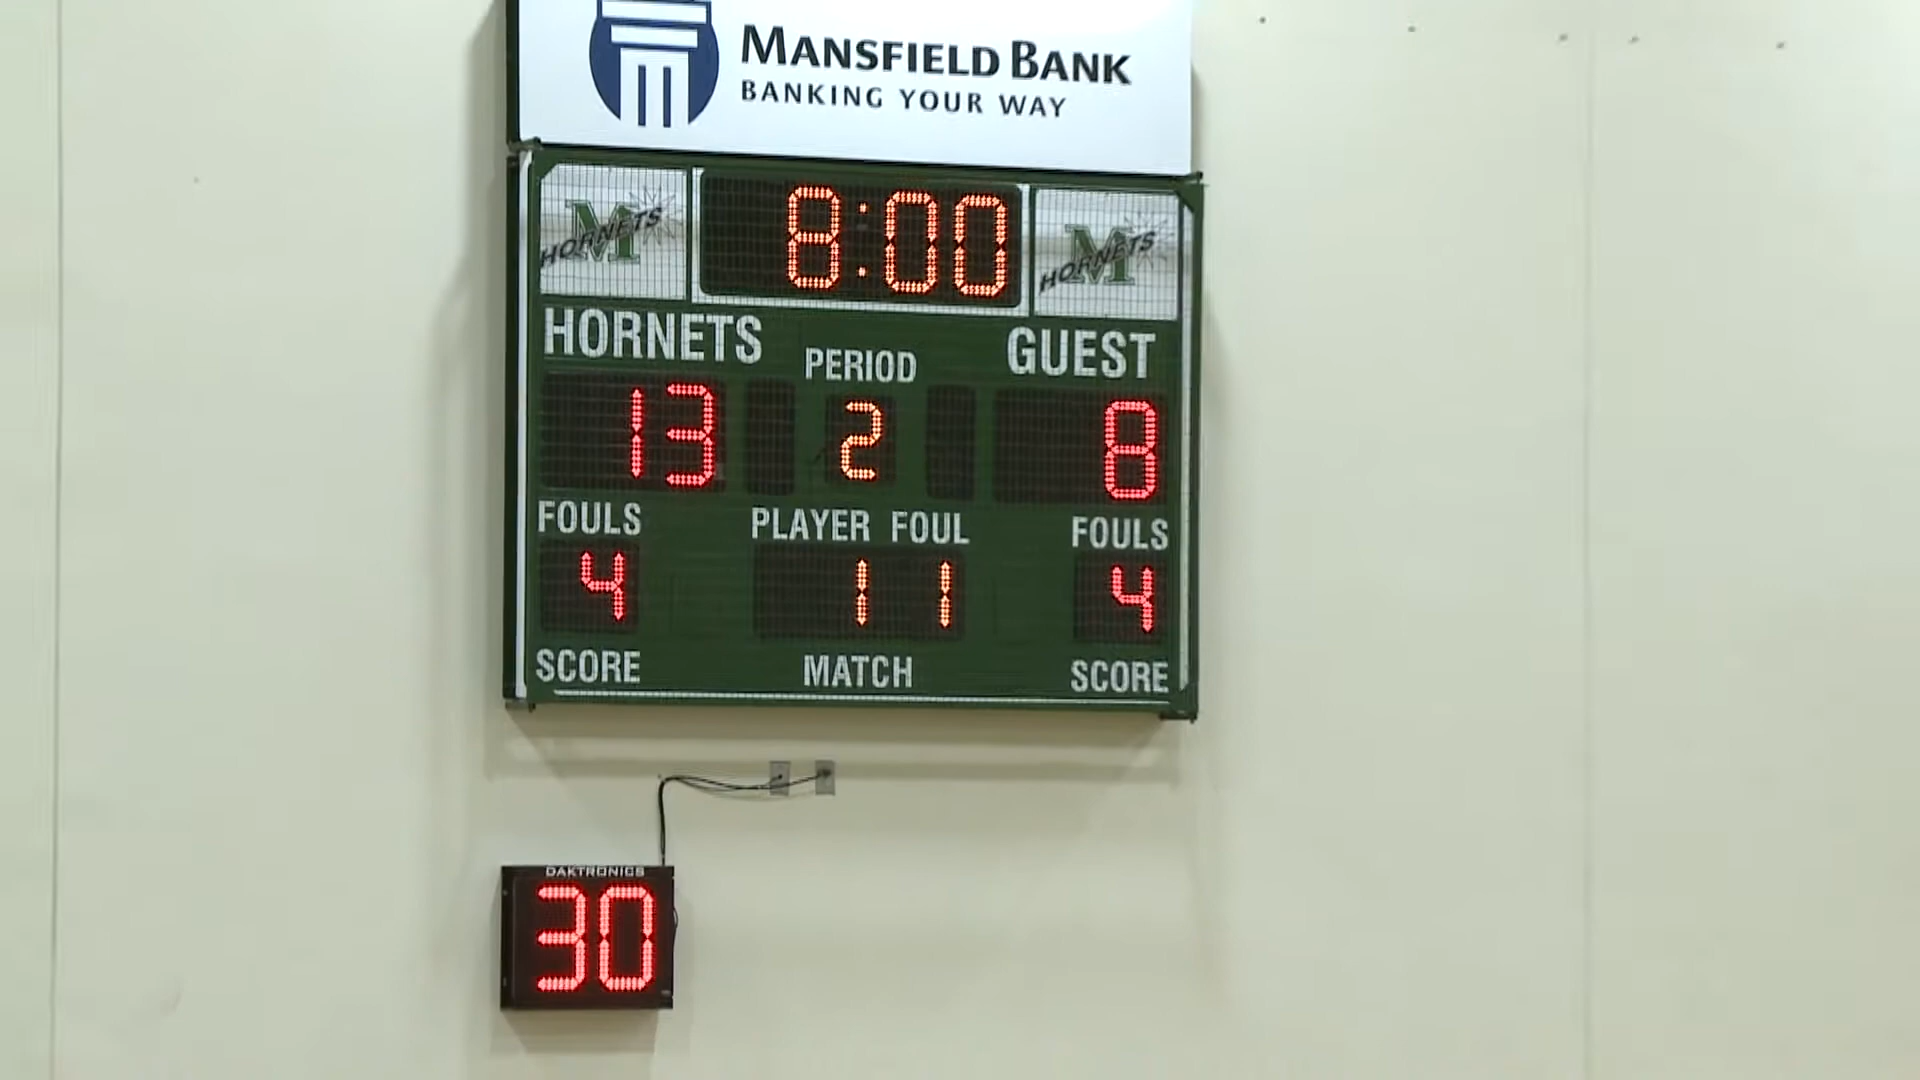 MANSFIELD BANK
BANKING YOUR WAY
M HORNETS
8:00
M HORNETS
HORNETS
PERIOD
GUEST
13
2
8
FOULS
PLAYER FOUL
FOULS
4
1 1
4
SCORE
MATCH
SCORE
DAKTRONICS
30